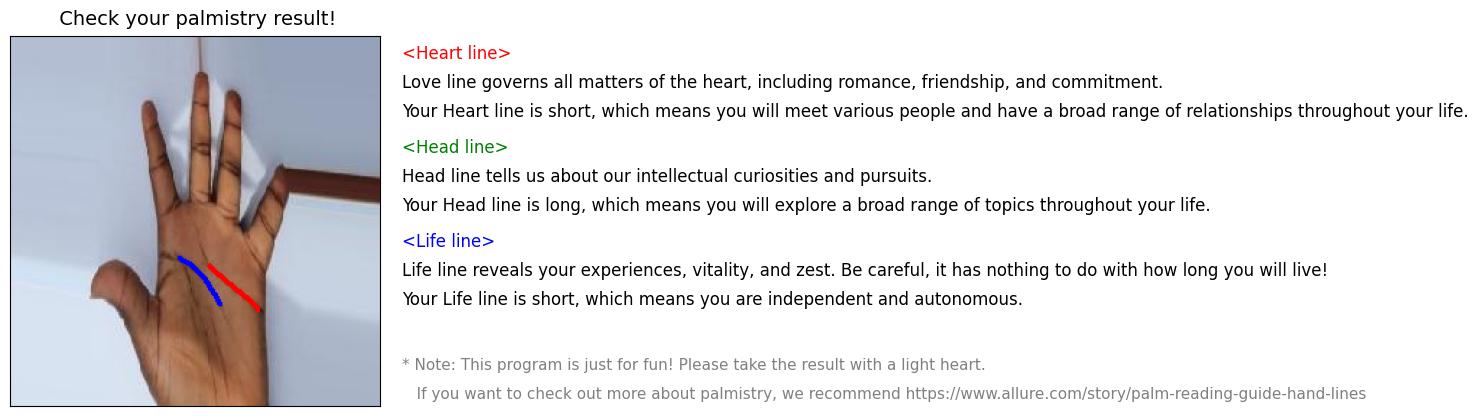 Check your palmistry result!
<Heart line>
Love line governs all matters of the heart, including romance, friendship, and commitment.
Your Heart line is short, which means you will meet various people and have a broad range of relationships throughout your life.
<Head line>
Head line tells us about our intellectual curiosities and pursuits.
Your Head line is long, which means you will explore a broad range of topics throughout your life.
<Life line>
Life line reveals your experiences, vitality, and zest. Be careful, it has nothing to do with how long you will live!
Your Life line is short, which means you are independent and autonomous.
* Note: This program is just for fun! Please take the result with a light heart.
If you want to check out more about palmistry, we recommend https://www.allure.com/story/palm-reading-guide-hand-lines